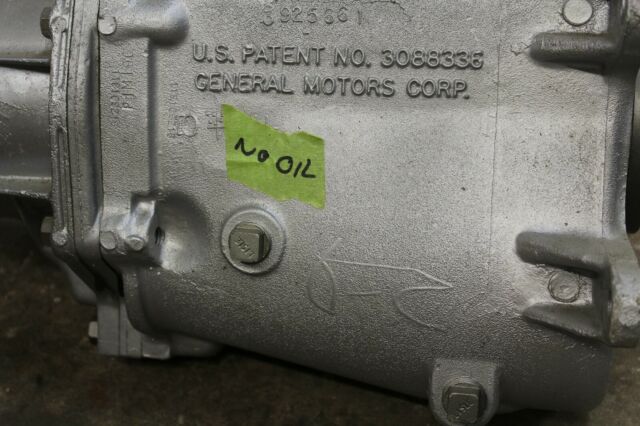 3925661
U.S. PATENT NO. 3088336
GENERAL MOTORS CORP.
NO OIL